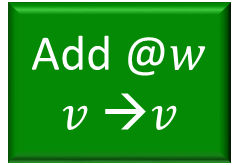 Add @𝑤
𝑣 →𝑣